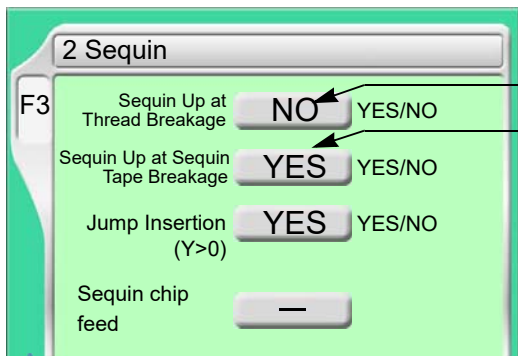 2 Sequin
F3
Sequin Up at
Thread Breakage
NO
YES/NO
Sequin Up at Sequin
Tape Breakage
YES
YES/NO
Jump Insertion
(Y>0)
YES
YES/NO
Sequin chip
feed
—